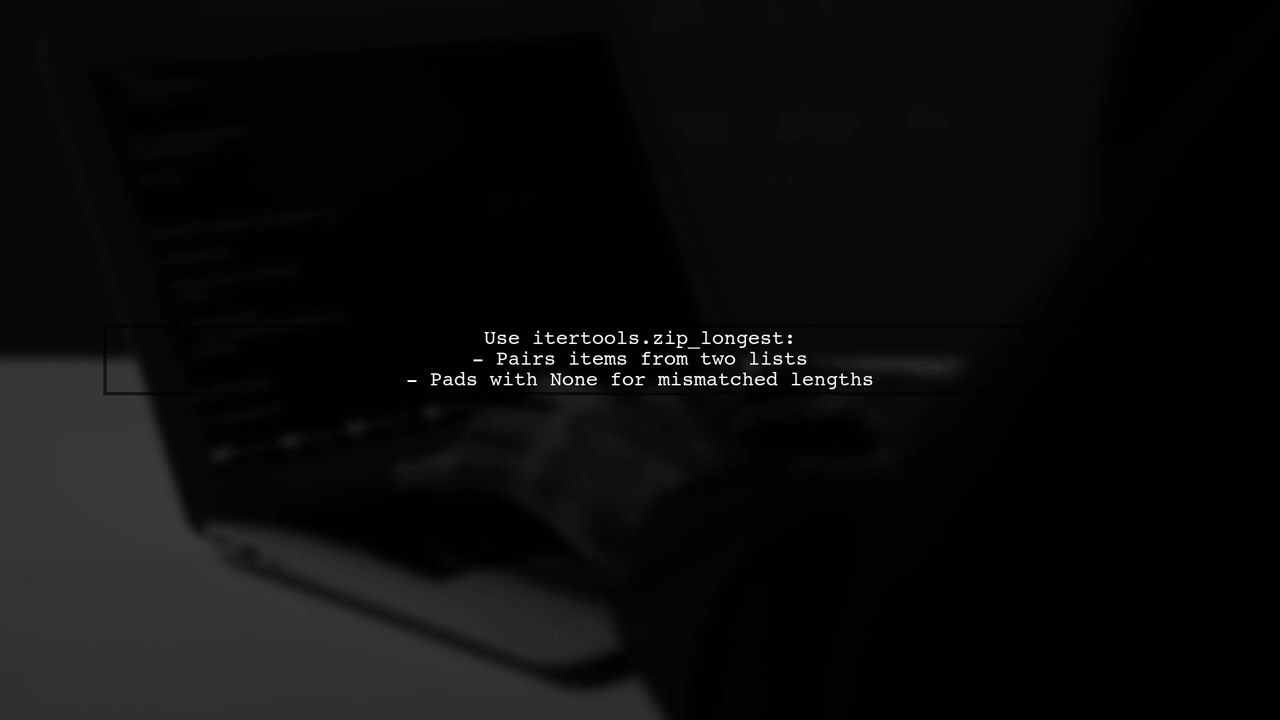 Use itertools.zip_longest:
– Pairs items from two lists
– Pads with None for mismatched lengths